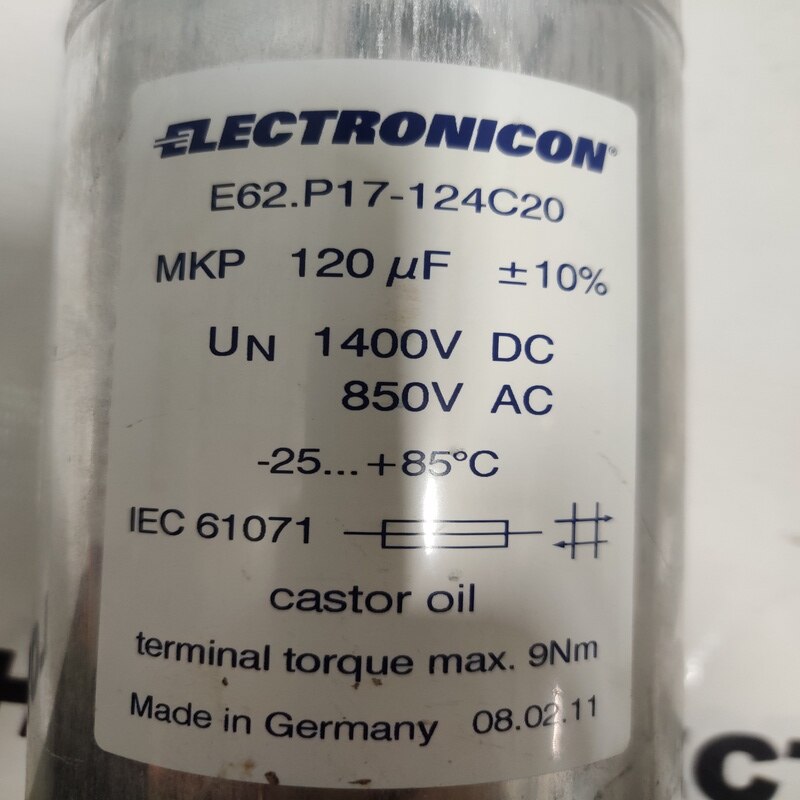 ELECTRONICON®
E62.P17-124C20
MKP 120 µF ±10%
UN 1400V DC
850V AC
-25...+85°C
IEC 61071
castor oil
terminal torque max. 9Nm
Made in Germany 08.02.11